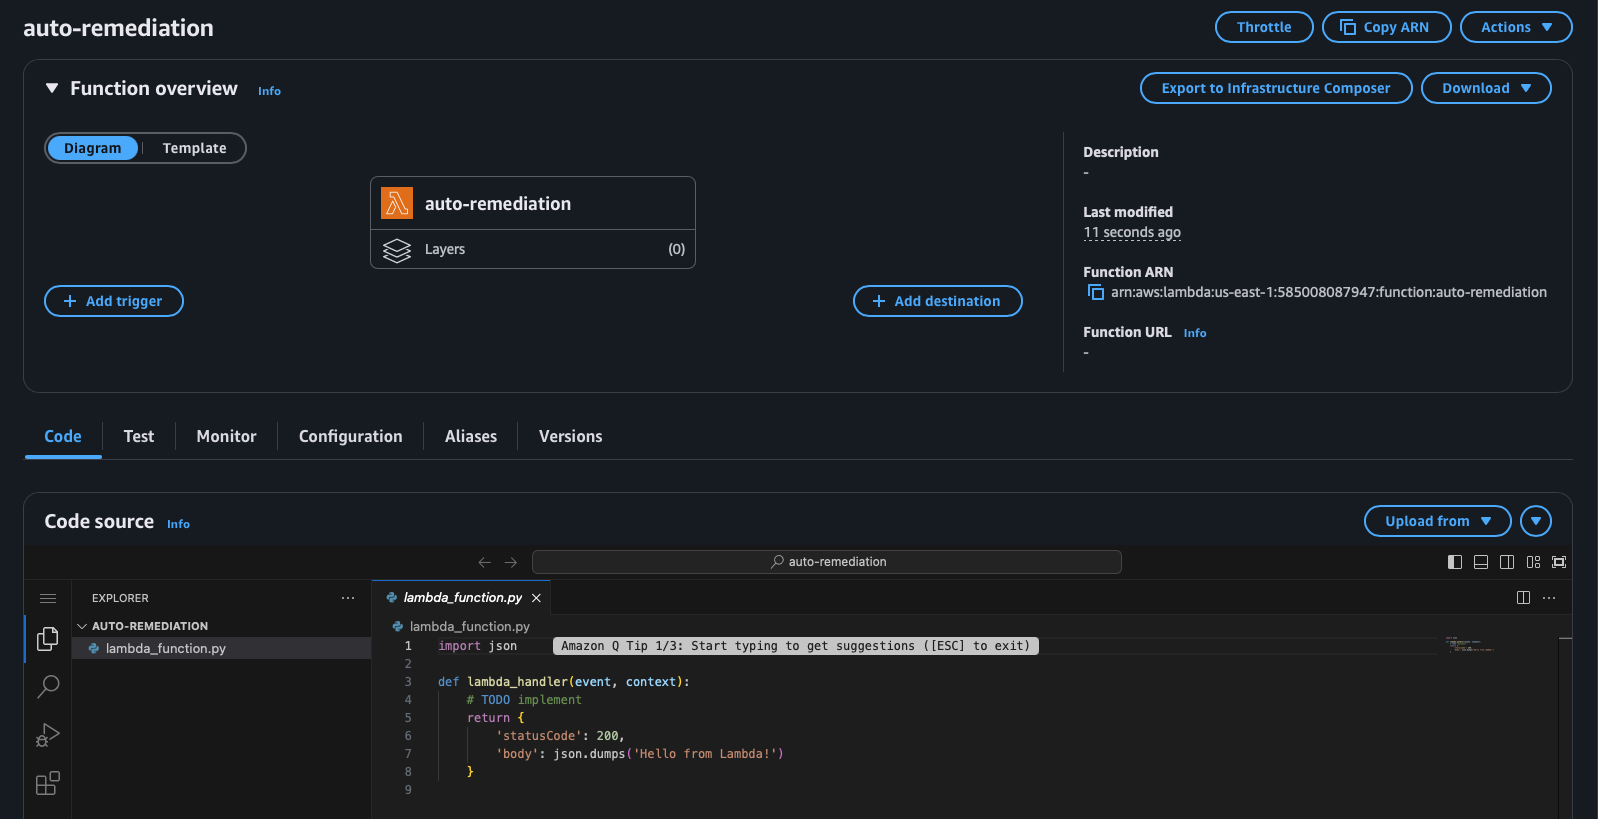 auto-remediation
Throttle
Copy ARN
Actions
Function overview Info
Export to Infrastructure Composer
Download
Diagram
Template
auto-remediation
Layers (0)
Add trigger
Add destination
Description
-
Last modified
11 seconds ago
Function ARN
arn:aws:lambda:us-east-1:585008087947:function:auto-remediation
Function URL Info
-
Code
Test
Monitor
Configuration
Aliases
Versions
Code source Info
Upload from
auto-remediation
EXPLORER
AUTO-REMEDIATION
lambda_function.py
lambda_function.py
lambda_function.py
1 import json Amazon Q Tip 1/3: Start typing to get suggestions ([ESC] to exit)
2
3 def lambda_handler(event, context):
4 # TODO implement
5 return {
6 'statusCode': 200,
7 'body': json.dumps('Hello from Lambda!')
8 }
9